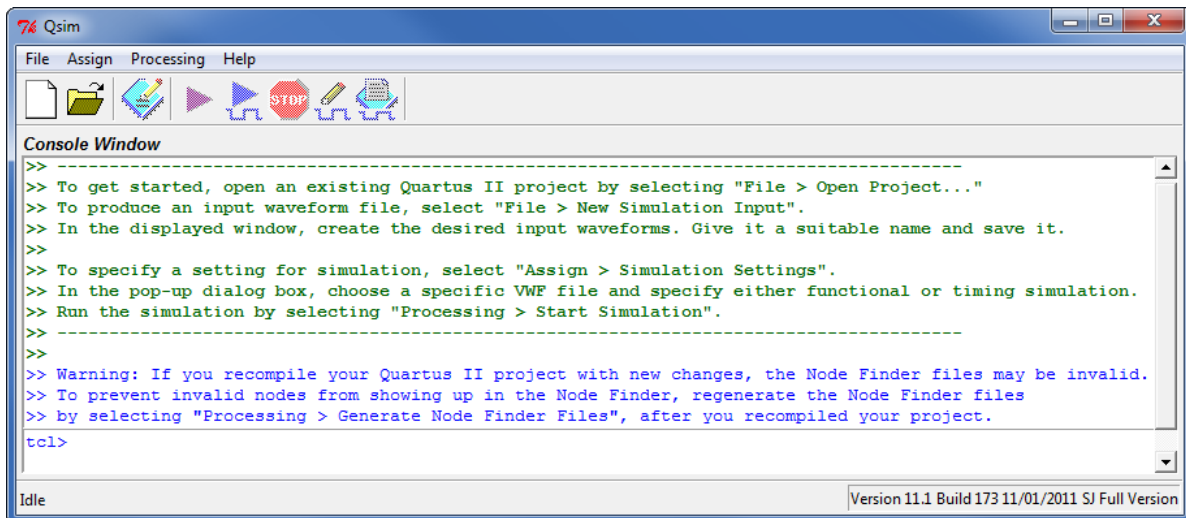 Qsim
File Assign Processing Help
STOP
Console Window
>> ---------------------------------------------------------------------------------------
>> To get started, open an existing Quartus II project by selecting "File > Open Project..."
>> To produce an input waveform file, select "File > New Simulation Input".
>> In the displayed window, create the desired input waveforms. Give it a suitable name and save it.
>>
>> To specify a setting for simulation, select "Assign > Simulation Settings".
>> In the pop-up dialog box, choose a specific VWF file and specify either functional or timing simulation.
>> Run the simulation by selecting "Processing > Start Simulation".
>> ---------------------------------------------------------------------------------------
>>
>> Warning: If you recompile your Quartus II project with new changes, the Node Finder files may be invalid.
>> To prevent invalid nodes from showing up in the Node Finder, regenerate the Node Finder files
>> by selecting "Processing > Generate Node Finder Files", after you recompiled your project.
tcl>
Idle
Version 11.1 Build 173 11/01/2011 SJ Full Version